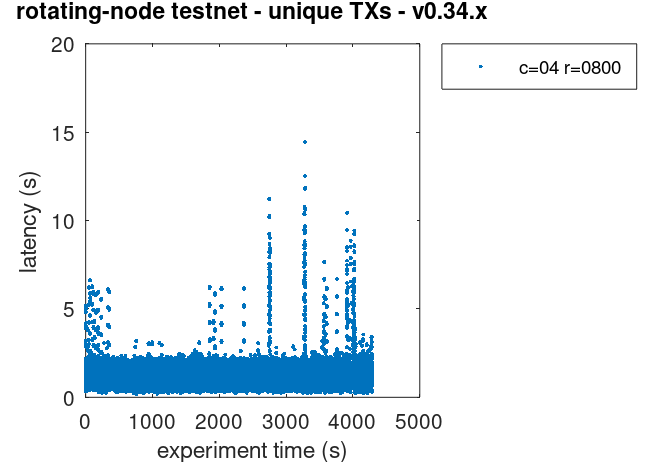 rotating-node testnet - unique TXs - v0.34.x
20
15
10
5
0
latency (s)
0 1000 2000 3000 4000 5000
experiment time (s)
c=04 r=0800